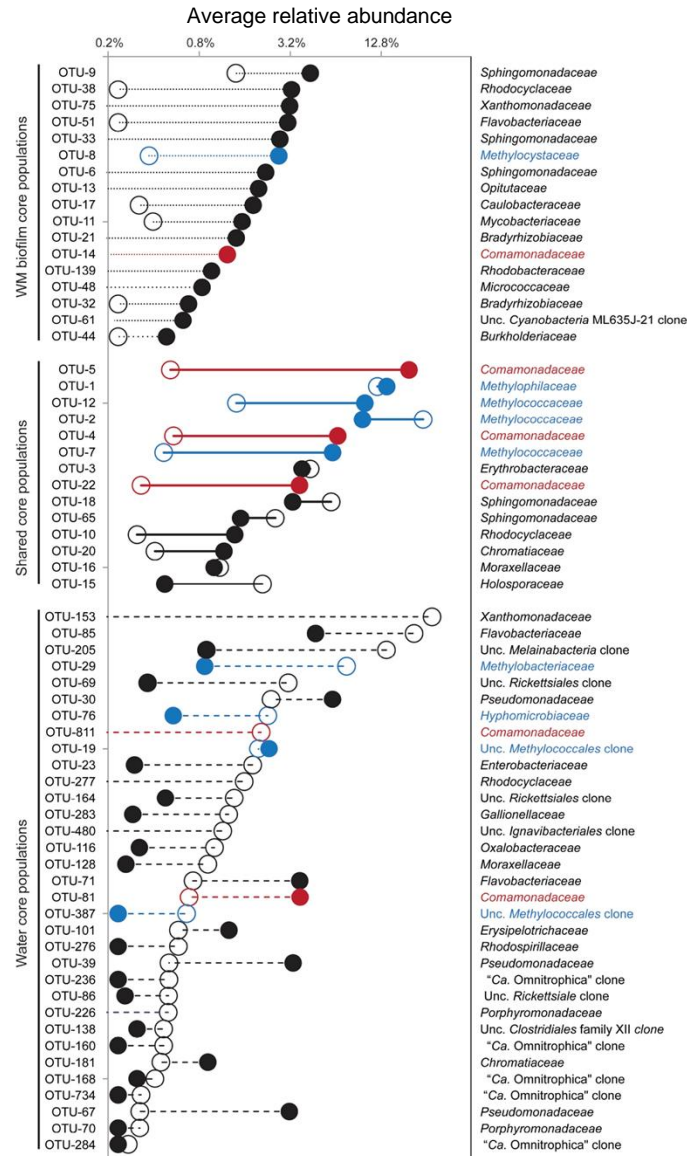 Average relative abundance
0.2% 0.8% 3.2% 12.8%
WM biofilm core populations
OTU-9 Sphingomonadaceae
OTU-38 Rhodocyclaceae
OTU-75 Xanthomonadaceae
OTU-51 Flavobacteriaceae
OTU-33 Sphingomonadaceae
OTU-8 Methylocystaceae
OTU-6 Sphingomonadaceae
OTU-13 Opitutaceae
OTU-17 Caulobacteraceae
OTU-11 Mycobacteriaceae
OTU-21 Bradyrhizobiaceae
OTU-14 Comamonadaceae
OTU-139 Rhodobacteraceae
OTU-48 Micrococcaceae
OTU-32 Bradyrhizobiaceae
OTU-61 Unc. Cyanobacteria ML635J-21 clone
OTU-44 Burkholderiaceae
Shared core populations
OTU-5 Comamonadaceae
OTU-1 Methylophilaceae
OTU-12 Methylococcaceae
OTU-2 Methylococcaceae
OTU-4 Comamonadaceae
OTU-7 Methylococcaceae
OTU-3 Erythrobacteraceae
OTU-22 Comamonadaceae
OTU-18 Sphingomonadaceae
OTU-65 Sphingomonadaceae
OTU-10 Rhodocyclaceae
OTU-20 Chromatiaceae
OTU-16 Moraxellaceae
OTU-15 Holosporaceae
Water core populations
OTU-153 Xanthomonadaceae
OTU-85 Flavobacteriaceae
OTU-205 Unc. Melainabacteria clone
OTU-29 Methylobacteriaceae
OTU-69 Unc. Rickettsiales clone
OTU-30 Pseudomonadaceae
OTU-76 Hyphomicrobiaceae
OTU-811 Comamonadaceae
OTU-19 Unc. Methylococcales clone
OTU-23 Enterobacteriaceae
OTU-277 Rhodocyclaceae
OTU-164 Unc. Rickettsiales clone
OTU-283 Gallionellaceae
OTU-480 Unc. Ignavibacteriales clone
OTU-116 Oxalobacteraceae
OTU-128 Moraxellaceae
OTU-71 Flavobacteriaceae
OTU-81 Comamonadaceae
OTU-387 Unc. Methylococcales clone
OTU-101 Erysipelotrichaceae
OTU-276 Rhodospirillaceae
OTU-39 Pseudomonadaceae
OTU-236 "Ca. Omnitrophica" clone
OTU-86 Unc. Rickettsiale clone
OTU-226 Porphyromonadaceae
OTU-138 Unc. Clostridiales family XII clone
OTU-160 "Ca. Omnitrophica" clone
OTU-181 Chromatiaceae
OTU-168 "Ca. Omnitrophica" clone
OTU-734 "Ca. Omnitrophica" clone
OTU-67 Pseudomonadaceae
OTU-70 Porphyromonadaceae
OTU-284 "Ca. Omnitrophica" clone